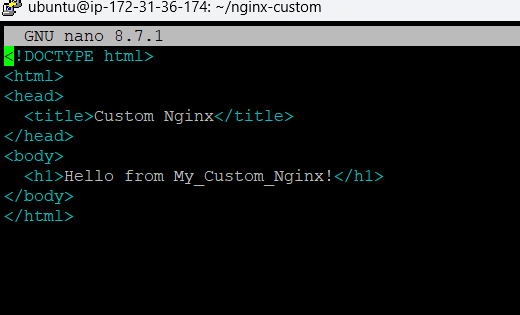 ubuntu@ip-172-31-36-174: ~/nginx-custom
GNU nano 8.7.1
<!DOCTYPE html>
<html>
<head>
  <title>Custom Nginx</title>
</head>
<body>
  <h1>Hello from My_Custom_Nginx!</h1>
</body>
</html>